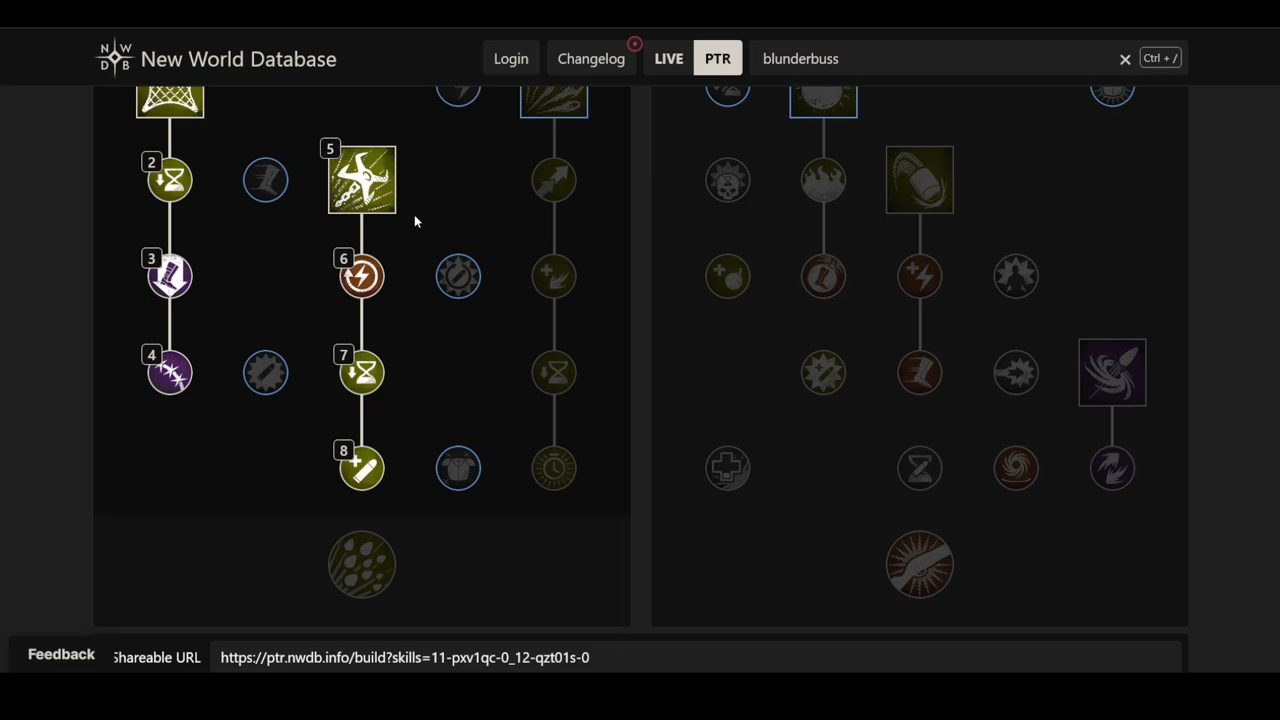 N W
D B
New World Database
Login
Changelog
LIVE
PTR
blunderbuss
Ctrl + /
5
2
3
6
4
7
8
Feedback
Shareable URL
https://ptr.nwdb.info/build?skills=11-pxv1qc-0_12-qzt01s-0